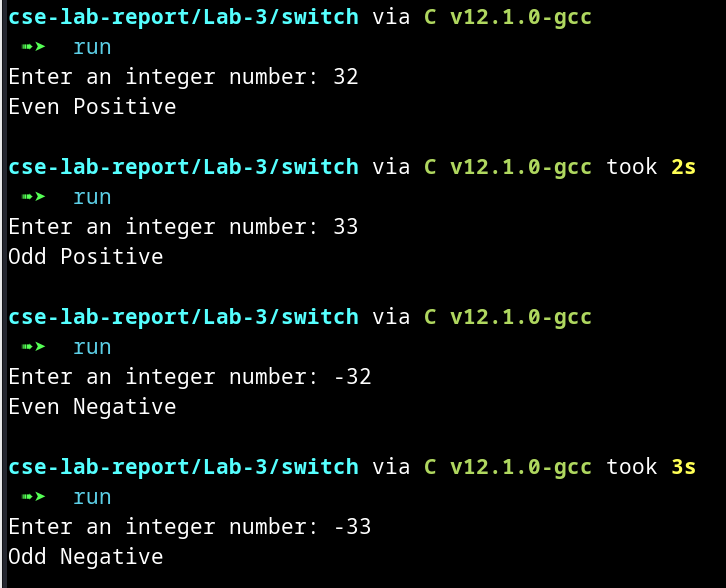 cse-lab-report/Lab-3/switch via C v12.1.0-gcc
➠➤ run
Enter an integer number: 32
Even Positive
cse-lab-report/Lab-3/switch via C v12.1.0-gcc took 2s
➠➤ run
Enter an integer number: 33
Odd Positive
cse-lab-report/Lab-3/switch via C v12.1.0-gcc
➠➤ run
Enter an integer number: -32
Even Negative
cse-lab-report/Lab-3/switch via C v12.1.0-gcc took 3s
➠➤ run
Enter an integer number: -33
Odd Negative